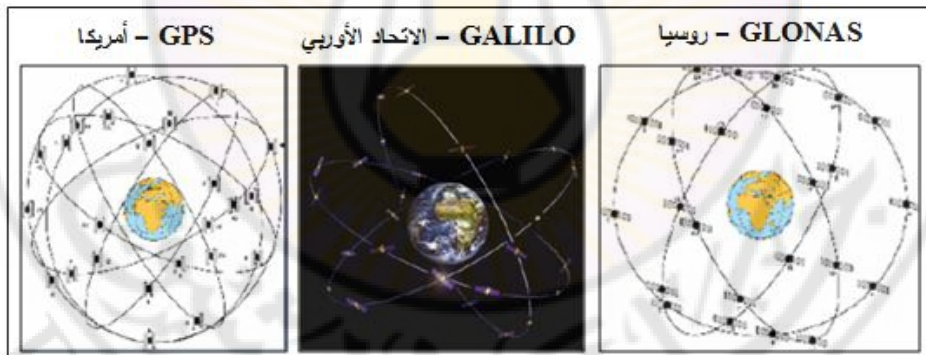 GPS – أمريكا
GALILO – الاتحاد الأوربي
GLONAS – روسيا